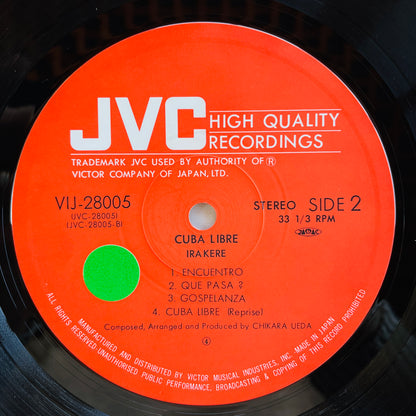 JVC HIGH QUALITY
RECORDINGS
TRADEMARK JVC USED BY AUTHORITY OF Ⓡ
VICTOR COMPANY OF JAPAN, LTD.
VIJ-28005
(JVC-28005)
(JVC-28005-B)
STEREO SIDE 2
33 1/3 RPM
CUBA LIBRE
IRAKERE
1. ENCUENTRO
2. QUE PASA ?
3. GOSPELANZA
4. CUBA LIBRE (Reprise)
Composed, Arranged and Produced by CHIKARA UEDA
④
MANUFACTURED AND DISTRIBUTED BY VICTOR MUSICAL INDUSTRIES, INC. MADE IN JAPAN
ALL RIGHTS RESERVED. UNAUTHORISED PUBLIC PERFORMANCE, BROADCASTING & COPYING OF THIS RECORD PROHIBITED